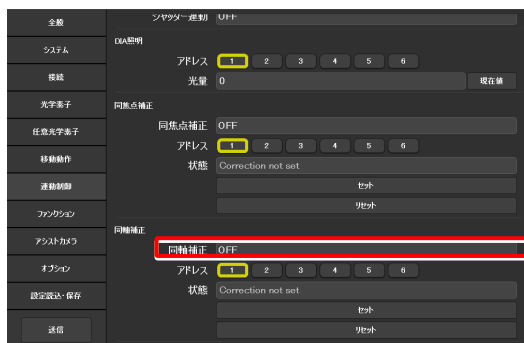 全般
システム
接続
光学素子
任意光学素子
移動動作
連動制御
ファンクション
アシストカメラ
オプション
設定読込・保存
送信
シャッター連動 OFF
DIA照明
アドレス 1 2 3 4 5 6
光量 0 現在値
同焦点補正
同焦点補正 OFF
アドレス 1 2 3 4 5 6
状態 Correction not set
セット
リセット
同軸補正
同軸補正 OFF
アドレス 1 2 3 4 5 6
状態 Correction not set
セット
リセット